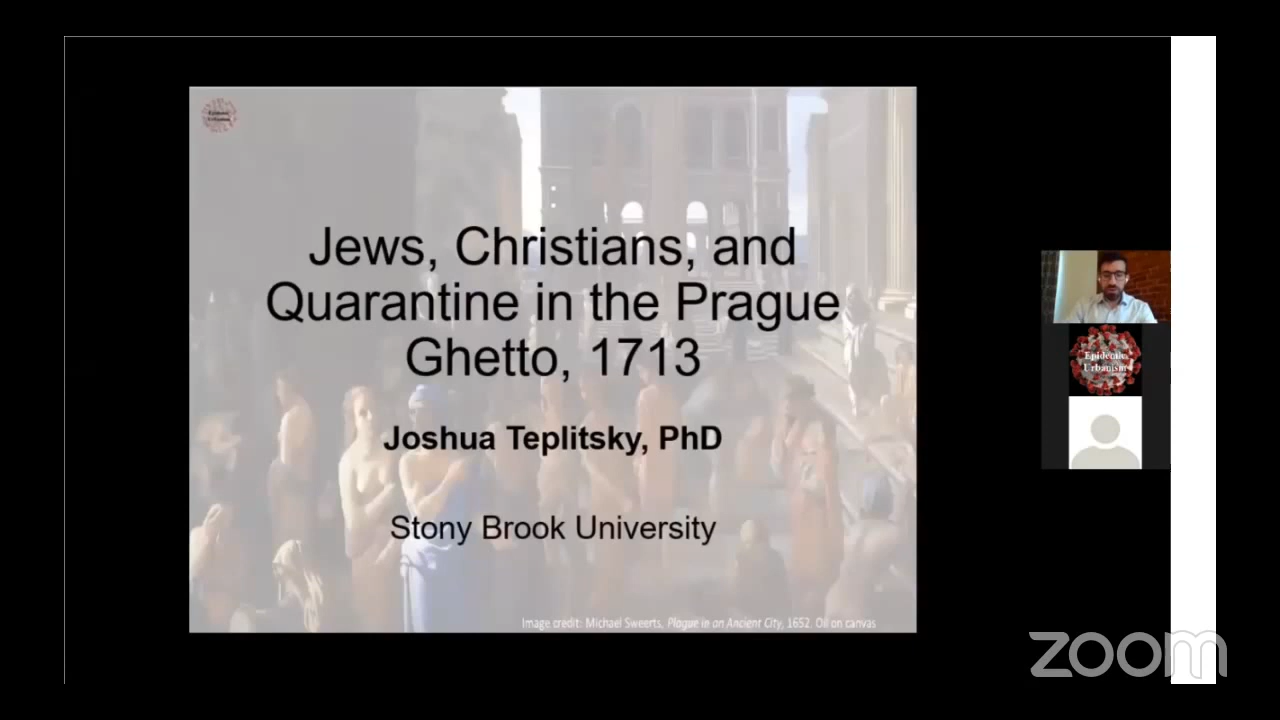 Jews, Christians, and
Quarantine in the Prague
Ghetto, 1713
Joshua Teplitsky, PhD
Stony Brook University
Image credit: Michael Sweerts, Plague in an Ancient City, 1652. Oil on canvas
Epidemic
Urbanism
zoom